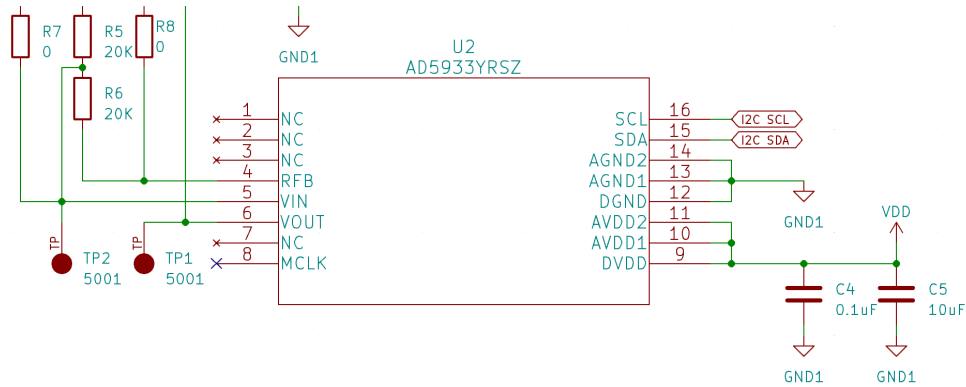 R7
0
R5
20K
R8
0
GND1
U2
AD5933YRSZ
R6
20K
1 NC
2 NC
3 NC
4 RFB
5 VIN
6 VOUT
7 NC
8 MCLK
SCL 16 I2C SCL
SDA 15 I2C SDA
AGND2 14
AGND1 13
DGND 12
AVDD2 11
AVDD1 10
DVDD 9
GND1
VDD
TP
TP2
5001
TP
TP1
5001
C4
0.1uF
C5
10uF
GND1
GND1